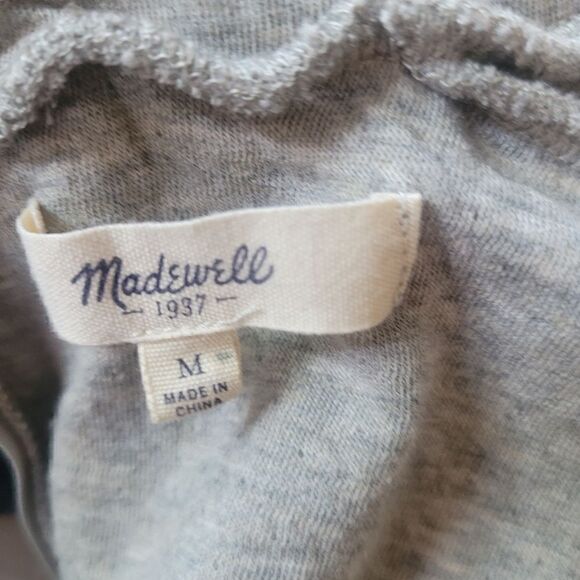 Madewell
– 1937 –
M
MADE IN
CHINA